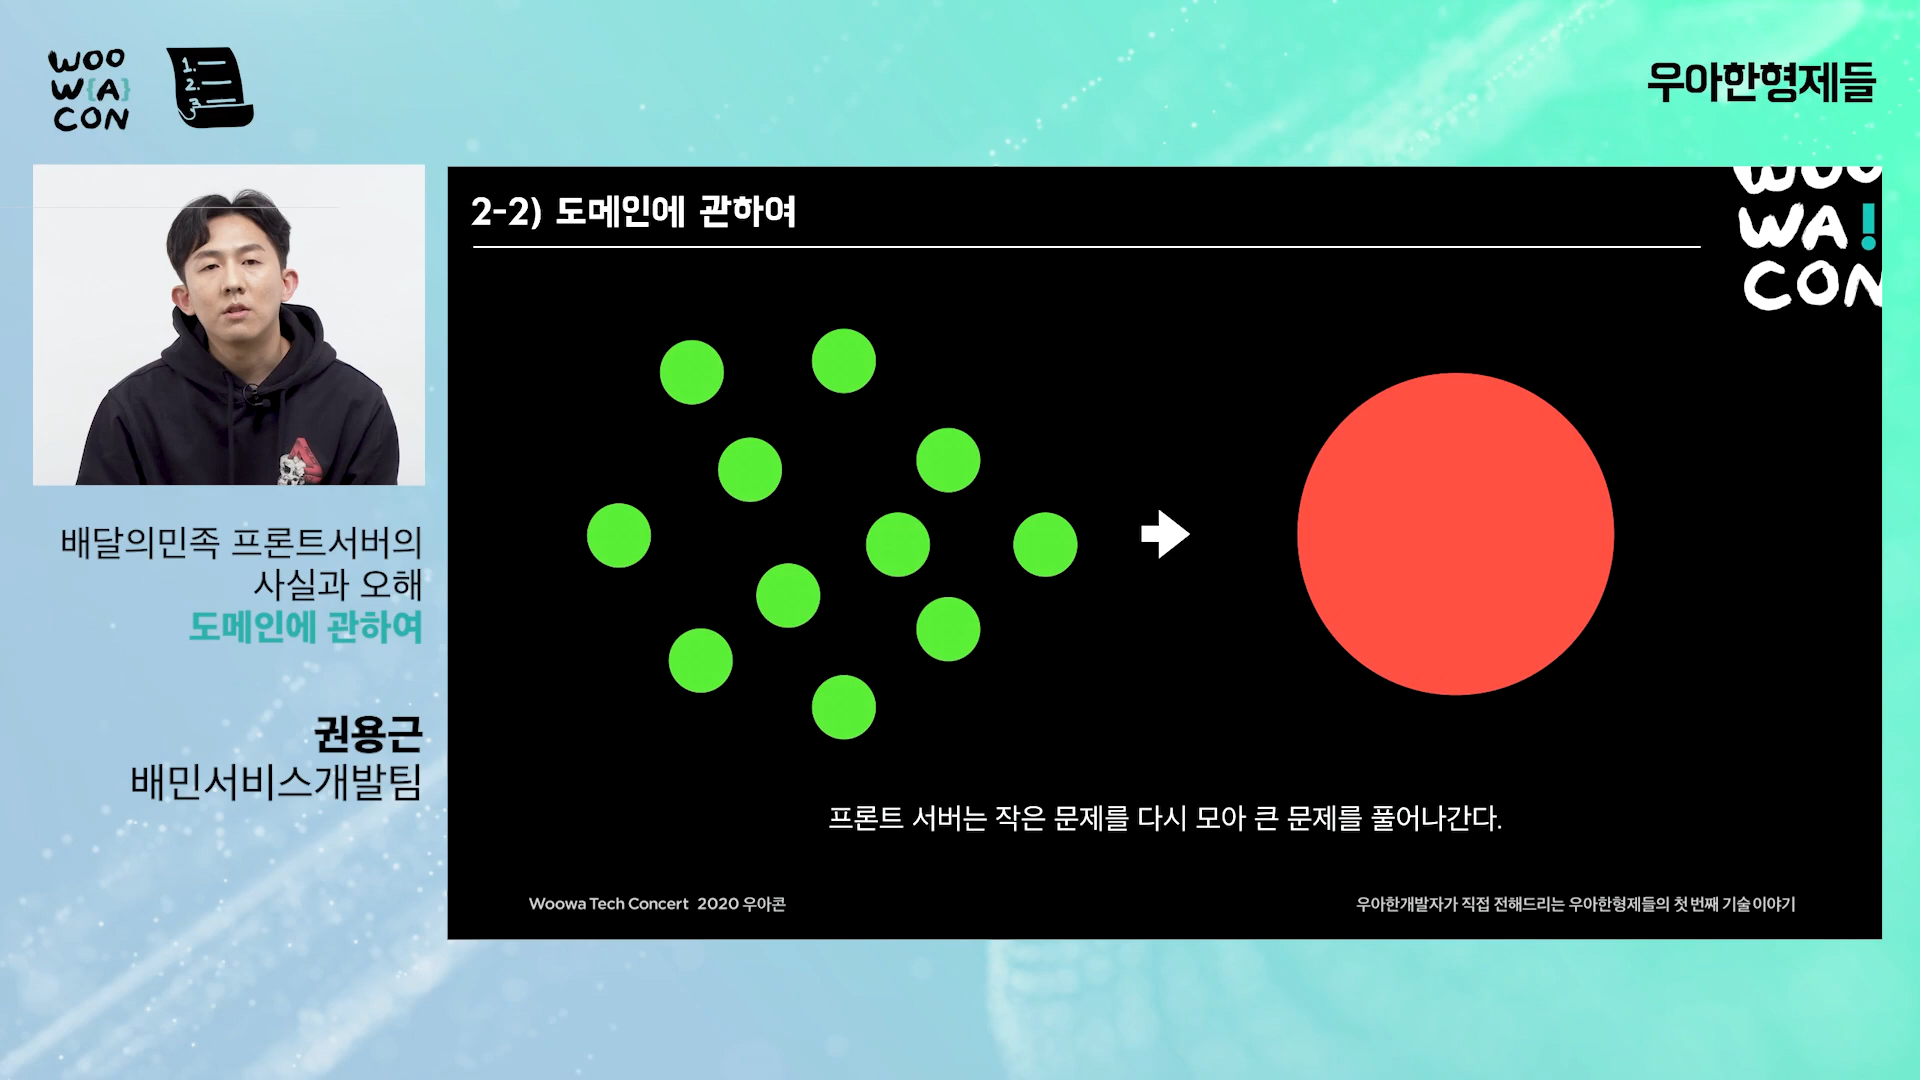 WOO
W{A}
CON
1.
2.
3.
우아한형제들
2-2) 도메인에 관하여
WOO
WA!
CON
배달의민족 프론트서버의
사실과 오해
도메인에 관하여
권용근
배민서비스개발팀
프론트 서버는 작은 문제를 다시 모아 큰 문제를 풀어나간다.
Woowa Tech Concert 2020 우아콘
우아한개발자가 직접 전해드리는 우아한형제들의 첫 번째 기술 이야기